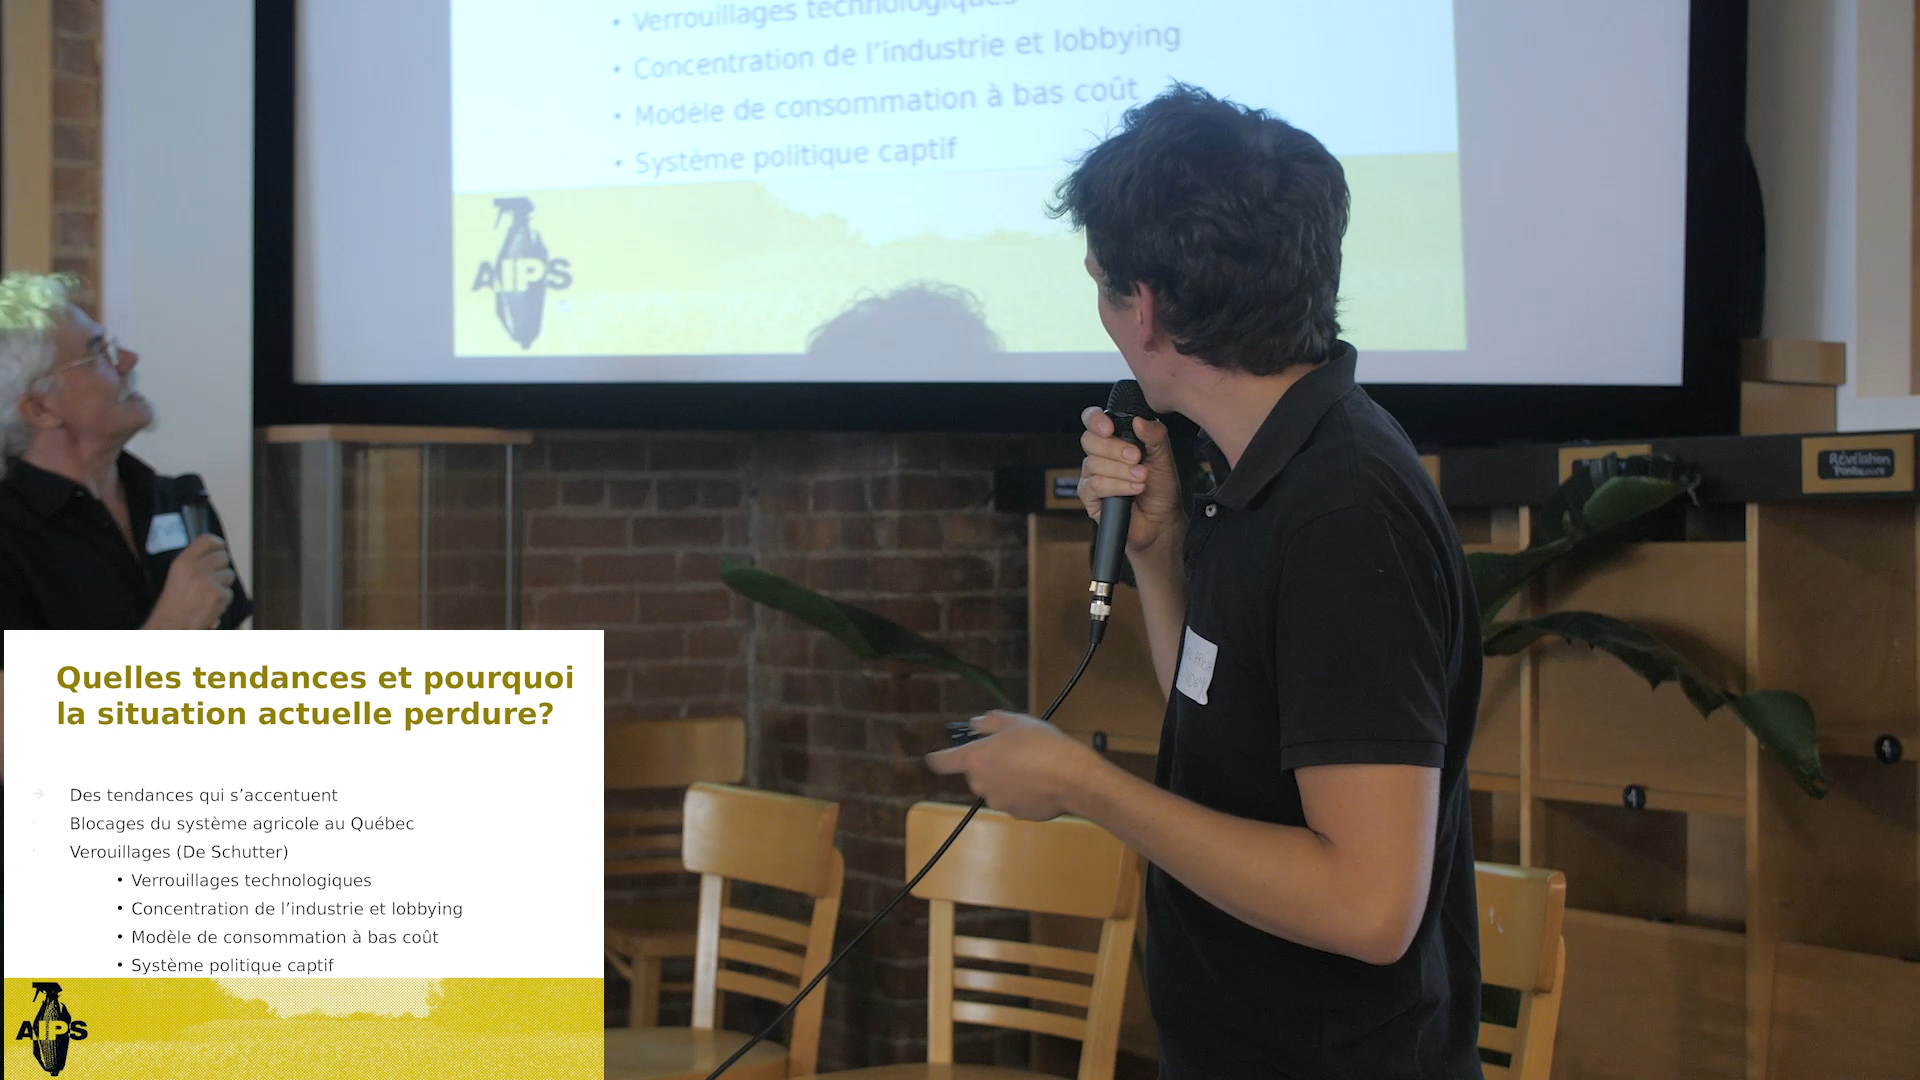 Verrouillages technologiques
• Concentration de l’industrie et lobbying
• Modèle de consommation à bas coût
• Système politique captif
AIPS
Révélation
Quelles tendances et pourquoi
la situation actuelle perdure?
Des tendances qui s’accentuent
Blocages du système agricole au Québec
Verouillages (De Schutter)
• Verrouillages technologiques
• Concentration de l’industrie et lobbying
• Modèle de consommation à bas coût
• Système politique captif
AIPS